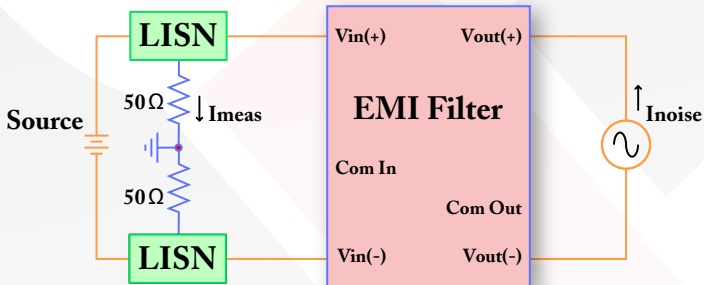 LISN
Vin(+) Vout(+)
50Ω
Imeas
EMI Filter
Source
Inoise
Com In
50Ω
Com Out
LISN
Vin(-) Vout(-)